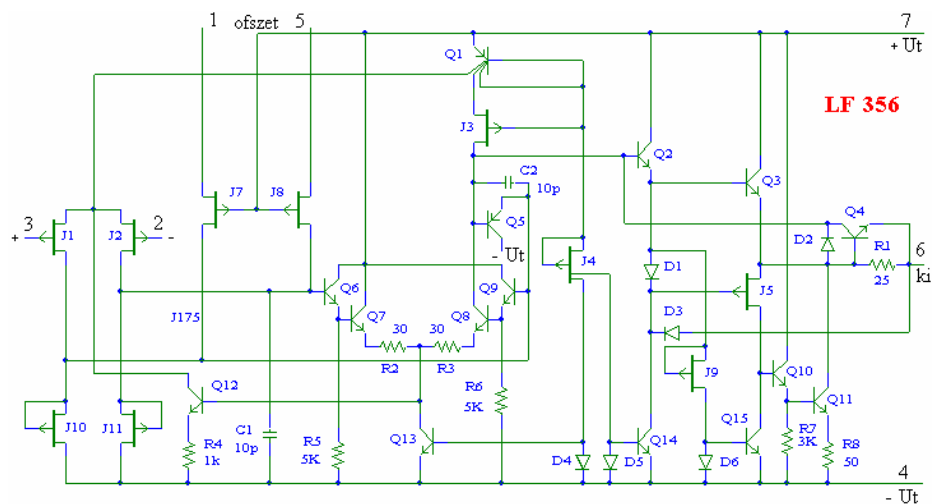 1 ofszet 5
7
+ Ut
LF 356
Q1
J3
C2
10p
Q2
Q3
Q4
D2
R1
25
6
ki
J7
J8
3
+
J1
J2
2
-
Q5
- Ut
J4
D1
J5
D3
J9
Q6
Q7
Q9
Q8
30
30
R2
R3
J175
R6
5K
Q12
Q10
Q11
J10
J11
R4
1k
C1
10p
R5
5K
Q13
D4
D5
Q14
D6
Q15
R7
3K
R8
50
4
- Ut